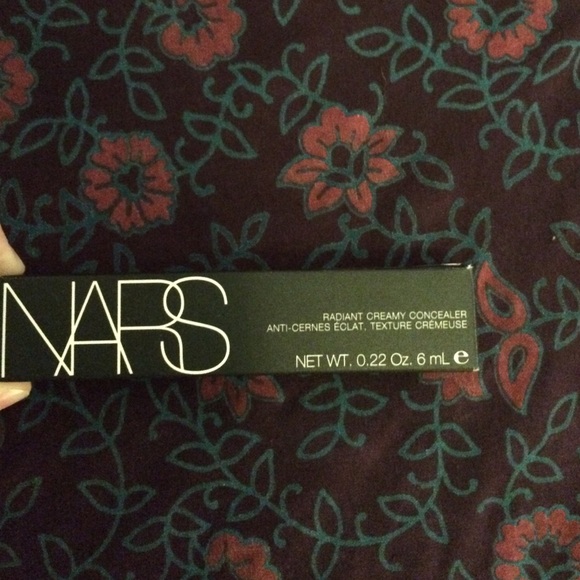 NARS
RADIANT CREAMY CONCEALER
ANTI-CERNES ÉCLAT, TEXTURE CRÉMEUSE
NET WT. 0.22 Oz. 6 mL ℮